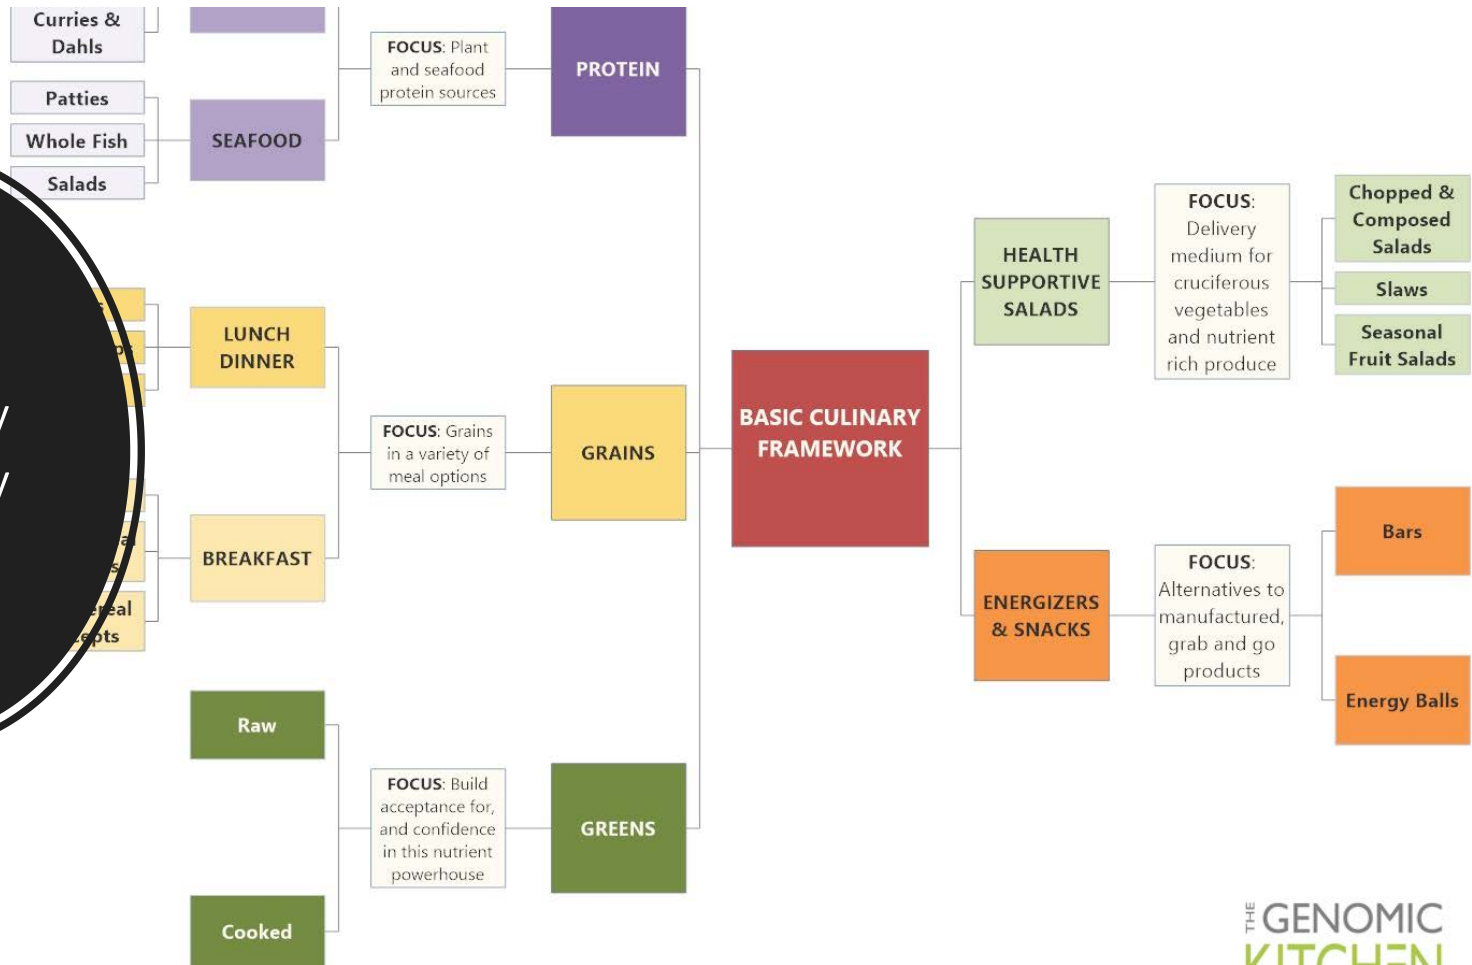 Curries &
Dahls
Patties
Whole Fish
Salads
SEAFOOD
FOCUS: Plant
and seafood
protein sources
PROTEIN
LUNCH
DINNER
BREAKFAST
FOCUS: Grains
in a variety of
meal options
GRAINS
Raw
Cooked
FOCUS: Build
acceptance for,
and confidence
in this nutrient
powerhouse
GREENS
BASIC CULINARY
FRAMEWORK
HEALTH
SUPPORTIVE
SALADS
FOCUS:
Delivery
medium for
cruciferous
vegetables
and nutrient
rich produce
Chopped &
Composed
Salads
Slaws
Seasonal
Fruit Salads
ENERGIZERS
& SNACKS
FOCUS:
Alternatives to
manufactured,
grab and go
products
Bars
Energy Balls
THE GENOMIC
KITCHEN